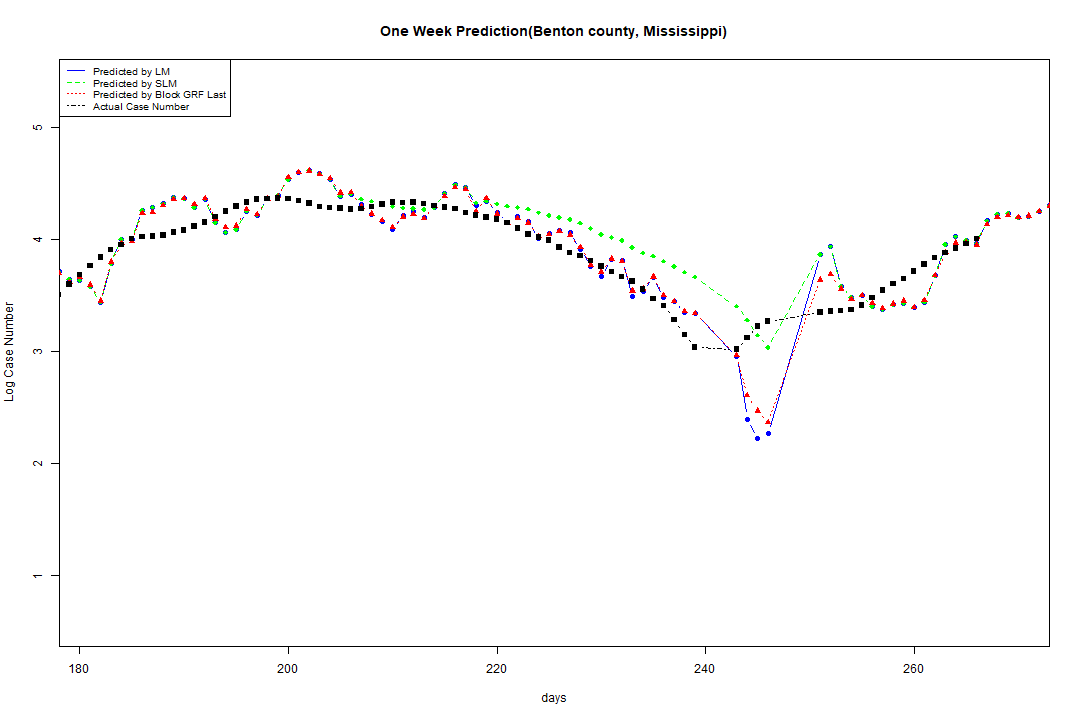 One Week Prediction(Benton county, Mississippi)
Predicted by LM
Predicted by SLM
Predicted by Block GRF Last
Actual Case Number
Log Case Number
5
4
3
2
1
180 200 220 240 260
days